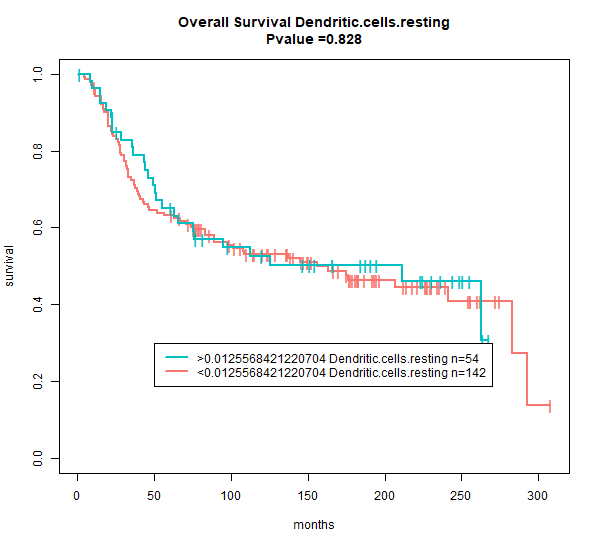 Overall Survival Dendritic.cells.resting
Pvalue =0.828
survival
1.0
0.8
0.6
0.4
0.2
0.0
>0.0125568421220704 Dendritic.cells.resting n=54
<0.0125568421220704 Dendritic.cells.resting n=142
0 50 100 150 200 250 300
months